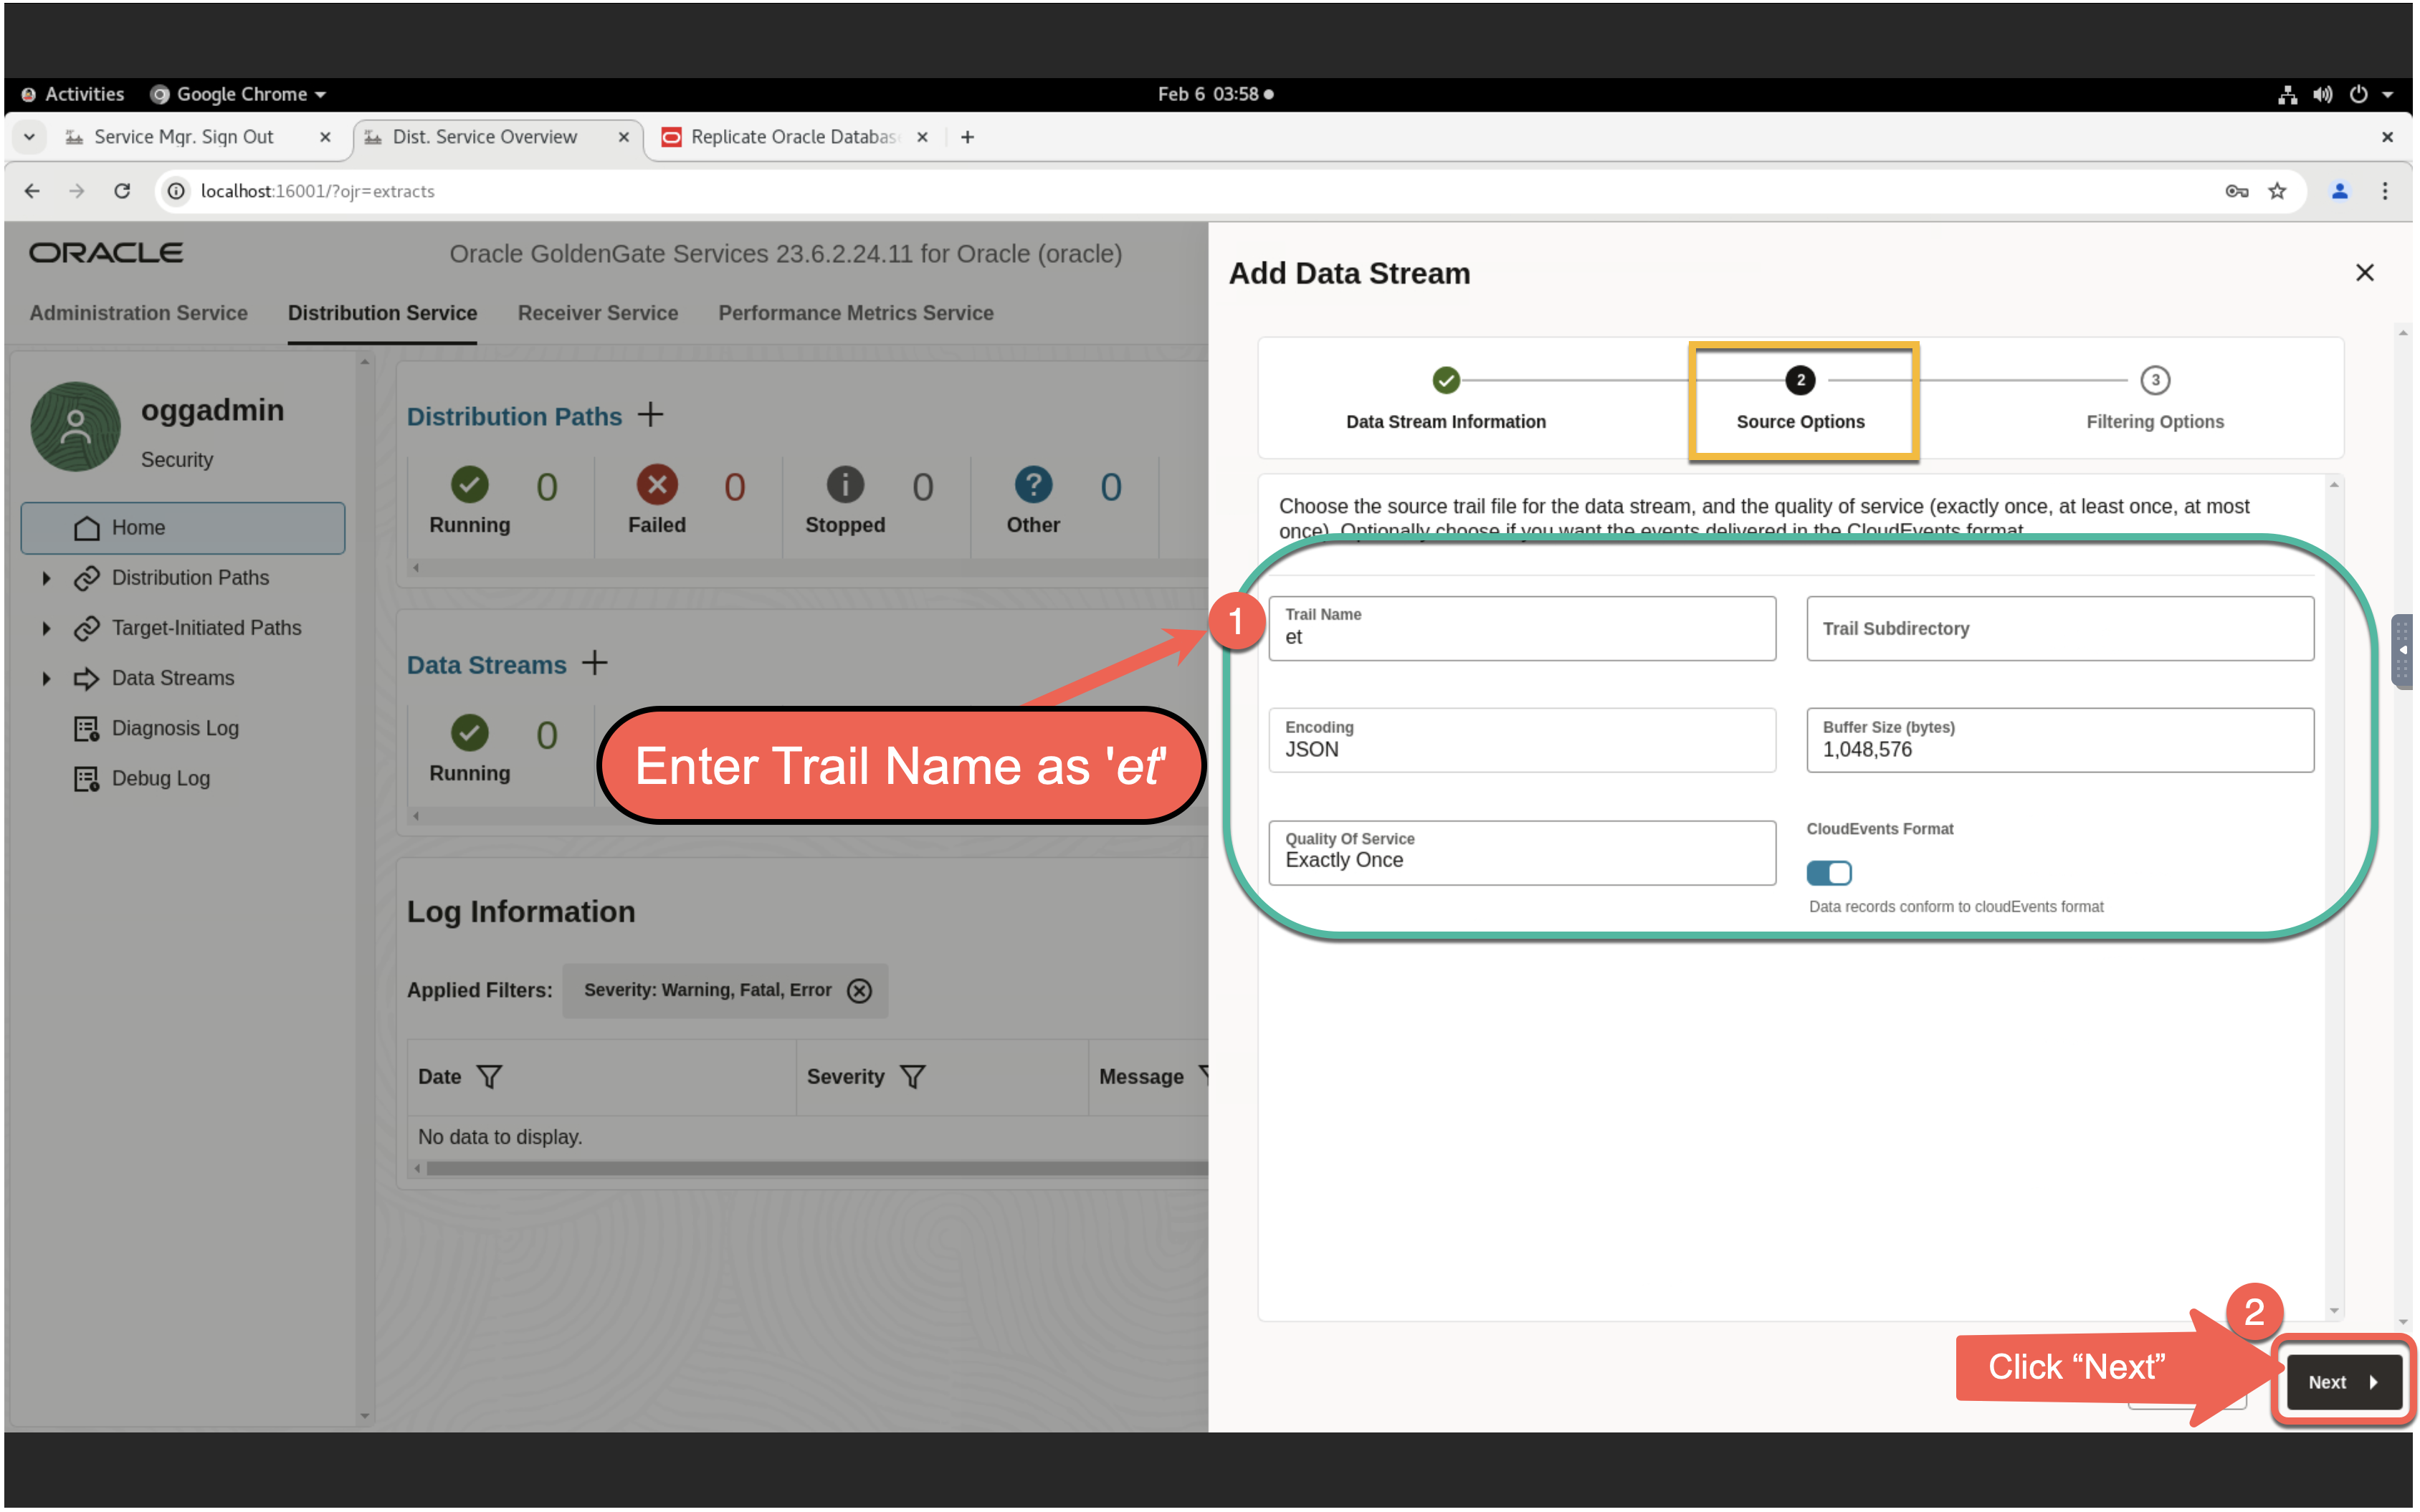 Activities Google Chrome Feb 6 03:58
Service Mgr. Sign Out Dist. Service Overview Replicate Oracle Databas
localhost:16001/?ojr=extracts
ORACLE Oracle GoldenGate Services 23.6.2.24.11 for Oracle (oracle)
Administration Service Distribution Service Receiver Service Performance Metrics Service
oggadmin
Security
Home
Distribution Paths
Target-Initiated Paths
Data Streams
Diagnosis Log
Debug Log
Distribution Paths
0 0 0 0
Running Failed Stopped Other
Data Streams
0
Running
Log Information
Applied Filters: Severity: Warning, Fatal, Error
Date Severity Message
No data to display.
Add Data Stream
2 3
Data Stream Information Source Options Filtering Options
Choose the source trail file for the data stream, and the quality of service (exactly once, at least once, at most
once). Optionally choose if you want the events delivered in the CloudEvents format
1
Trail Name
et
Trail Subdirectory
Enter Trail Name as 'et'
Encoding
JSON
Buffer Size (bytes)
1,048,576
Quality Of Service
Exactly Once
CloudEvents Format
Data records conform to cloudEvents format
2
Click “Next”
Next